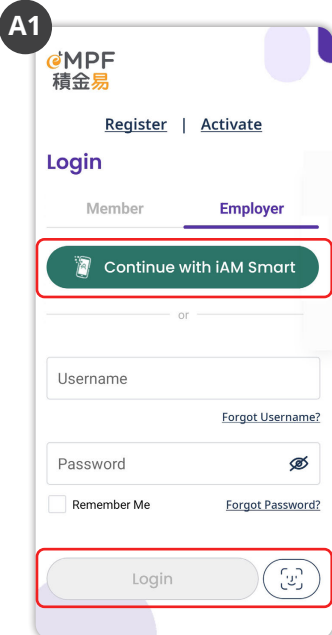 A1
eMPF
積金易
Register | Activate
Login
Member Employer
Continue with iAM Smart
or
Username
Forgot Username?
Password
Remember Me Forgot Password?
Login